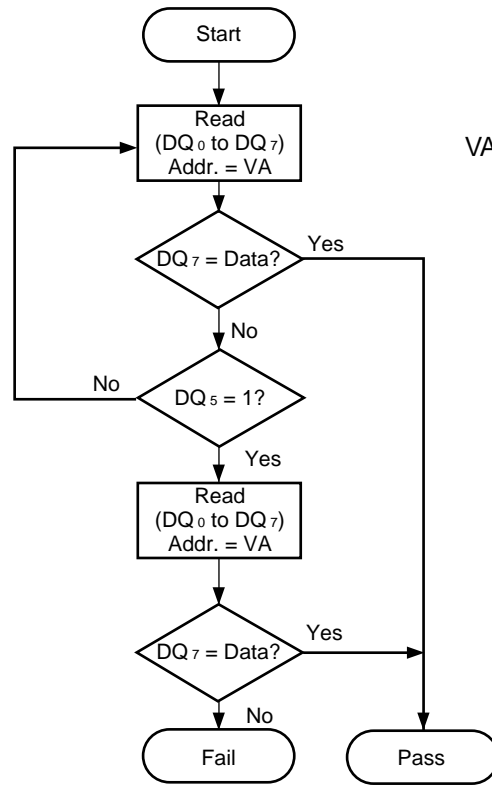 Start
Read
(DQ0 to DQ7)
Addr. = VA
VA
DQ7 = Data?
Yes
No
No
DQ5 = 1?
Yes
Read
(DQ0 to DQ7)
Addr. = VA
DQ7 = Data?
Yes
No
Fail
Pass